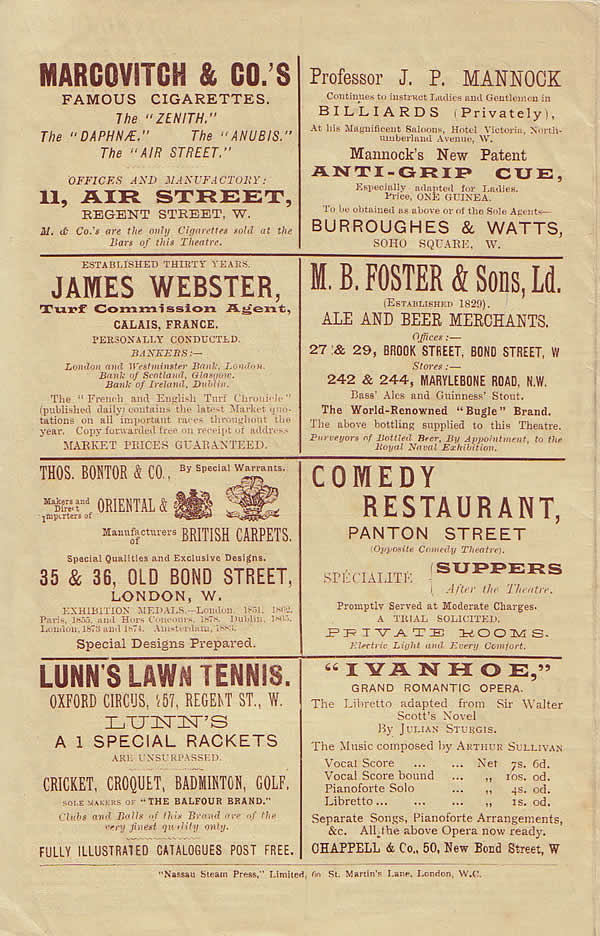 MARCOVITCH & CO.'S
FAMOUS CIGARETTES.
The "ZENITH."
The "DAPHNÆ." The "ANUBIS."
The "AIR STREET."
OFFICES AND MANUFACTORY:
11, AIR STREET,
REGENT STREET, W.
M. & Co.'s are the only Cigarettes sold at the
Bars of this Theatre.
Professor J. P. MANNOCK
Continues to instruct Ladies and Gentlemen in
BILLIARDS (Privately),
At his Magnificent Saloons, Hotel Victoria, North-
umberland Avenue, W.
Mannock's New Patent
ANTI-GRIP CUE,
Especially adapted for Ladies.
Price, ONE GUINEA.
To be obtained as above or of the Sole Agents—
BURROUGHES & WATTS,
SOHO SQUARE, W.
ESTABLISHED THIRTY YEARS.
JAMES WEBSTER,
Turf Commission Agent,
CALAIS, FRANCE.
PERSONALLY CONDUCTED.
BANKERS:—
London and Westminster Bank, London.
Bank of Scotland, Glasgow.
Bank of Ireland, Dublin.
The "French and English Turf Chronicle"
(published daily) contains the latest Market quo-
tations on all important races throughout the
year. Copy forwarded free on receipt of address
MARKET PRICES GUARANTEED.
M. B. FOSTER & Sons, Ld.
(ESTABLISHED 1829).
ALE AND BEER MERCHANTS.
Offices:—
27 & 29, BROOK STREET, BOND STREET, W
Stores:—
242 & 244, MARYLEBONE ROAD, N.W.
Bass' Ales and Guinness' Stout.
The World-Renowned "Bugle" Brand.
The above bottling supplied to this Theatre.
Purveyors of Bottled Beer, By Appointment, to the
Royal Naval Exhibition.
THOS. BONTOR & CO., By Special Warrants.
Makers and
Direct
Importers of
ORIENTAL &
Manufacturers
of
BRITISH CARPETS.
Special Qualities and Exclusive Designs.
35 & 36, OLD BOND STREET,
LONDON, W.
EXHIBITION MEDALS.—London, 1851, 1862.
Paris, 1855, and Hors Concours, 1878. Dublin, 1865.
London, 1873 and 1874. Amsterdam, 1883.
Special Designs Prepared.
COMEDY
RESTAURANT,
PANTON STREET
(Opposite Comedy Theatre).
SPÉCIALITÉ
SUPPERS
After the Theatre.
Promptly Served at Moderate Charges.
A TRIAL SOLICITED.
PRIVATE ROOMS.
Electric Light and Every Comfort.
LUNN'S LAWN TENNIS.
OXFORD CIRCUS, 257, REGENT ST., W.
LUNN'S
A 1 SPECIAL RACKETS
ARE UNSURPASSED.
CRICKET, CROQUET, BADMINTON, GOLF.
SOLE MAKERS OF "THE BALFOUR BRAND."
Clubs and Balls of this Brand are of the
very finest quality only.
FULLY ILLUSTRATED CATALOGUES POST FREE.
"IVANHOE,"
GRAND ROMANTIC OPERA.
The Libretto adapted from Sir Walter
Scott's Novel
By JULIAN STURGIS.
The Music composed by ARTHUR SULLIVAN
Vocal Score ... ... Net 7s. 6d.
Vocal Score bound ... „ 10s. od.
Pianoforte Solo ... „ 4s. od.
Libretto... ... ... „ 1s. od.
Separate Songs, Pianoforte Arrangements,
&c. All the above Opera now ready.
CHAPPELL & Co., 50, New Bond Street, W
"Nassau Steam Press," Limited, 60 St. Martin's Lane, London, W.C.